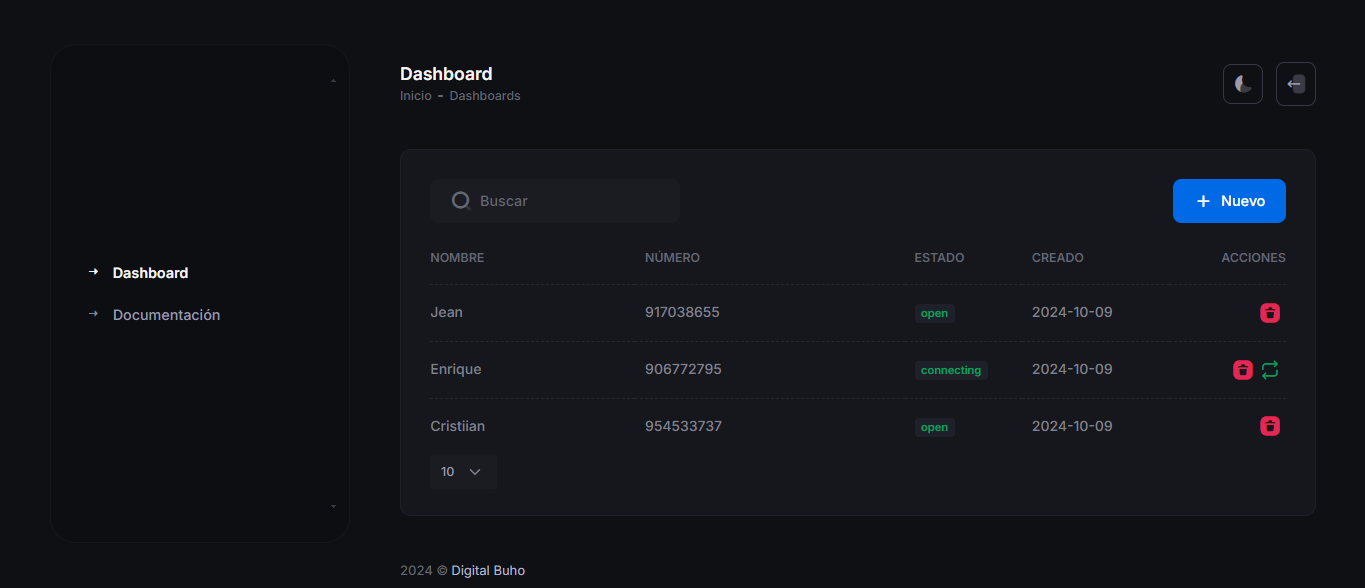 Dashboard
Inicio - Dashboards
Dashboard
Documentación
Buscar
Nuevo
NOMBRE NÚMERO ESTADO CREADO ACCIONES
Jean 917038655 open 2024-10-09
Enrique 906772795 connecting 2024-10-09
Cristiian 954533737 open 2024-10-09
10
2024 © Digital Buho